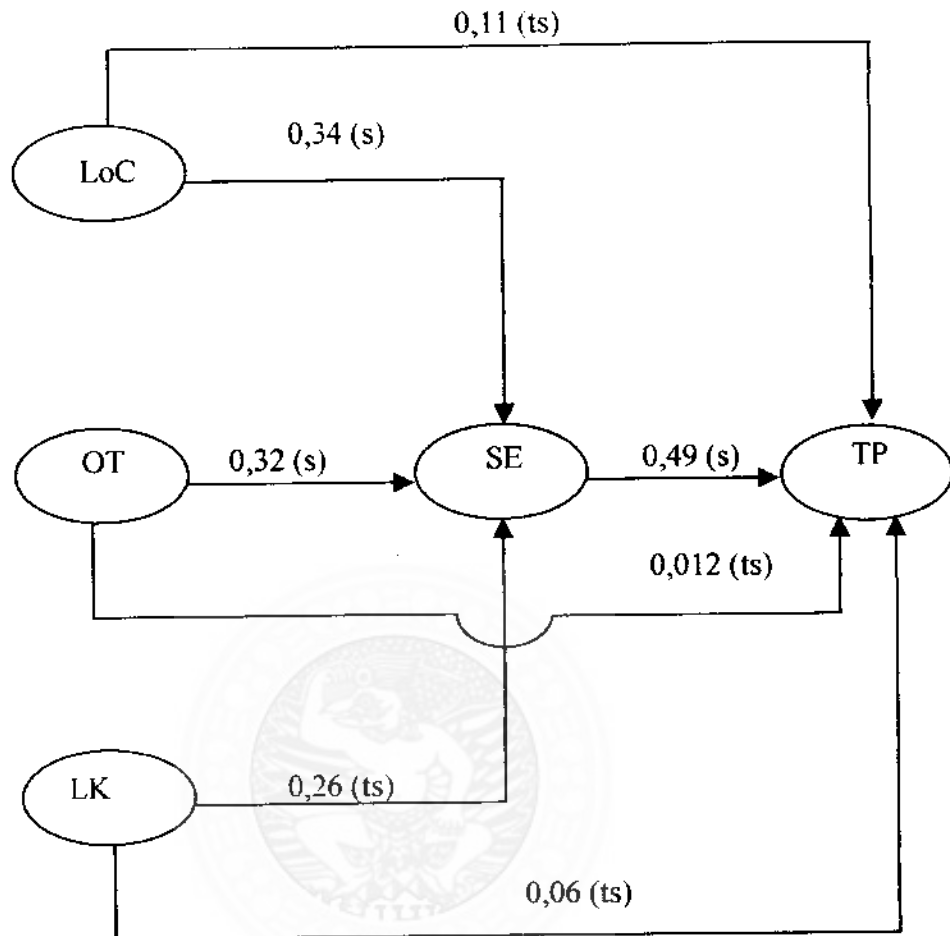 0,11 (ts)
0,34 (s)
LoC
OT
0,32 (s)
SE
0,49 (s)
TP
0,012 (ts)
LK
0,26 (ts)
0,06 (ts)